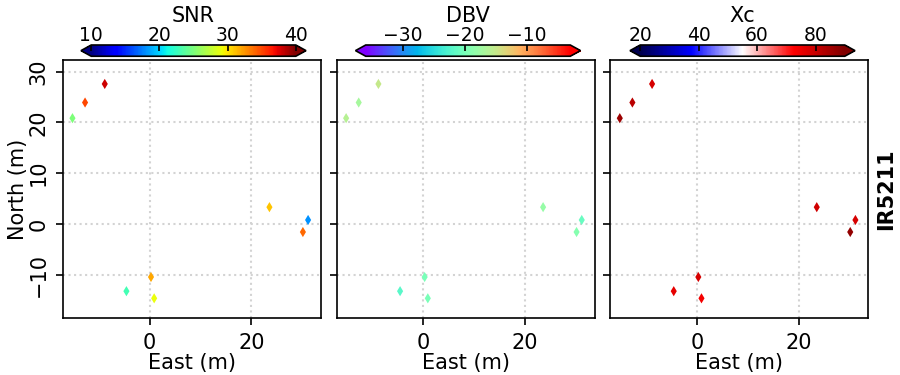 SNR DBV Xc
10 20 30 40 −30 −20 −10 20 40 60 80
30
20
10
0
−10
North (m)
IR5211
0 20 0 20 0 20
East (m) East (m) East (m)